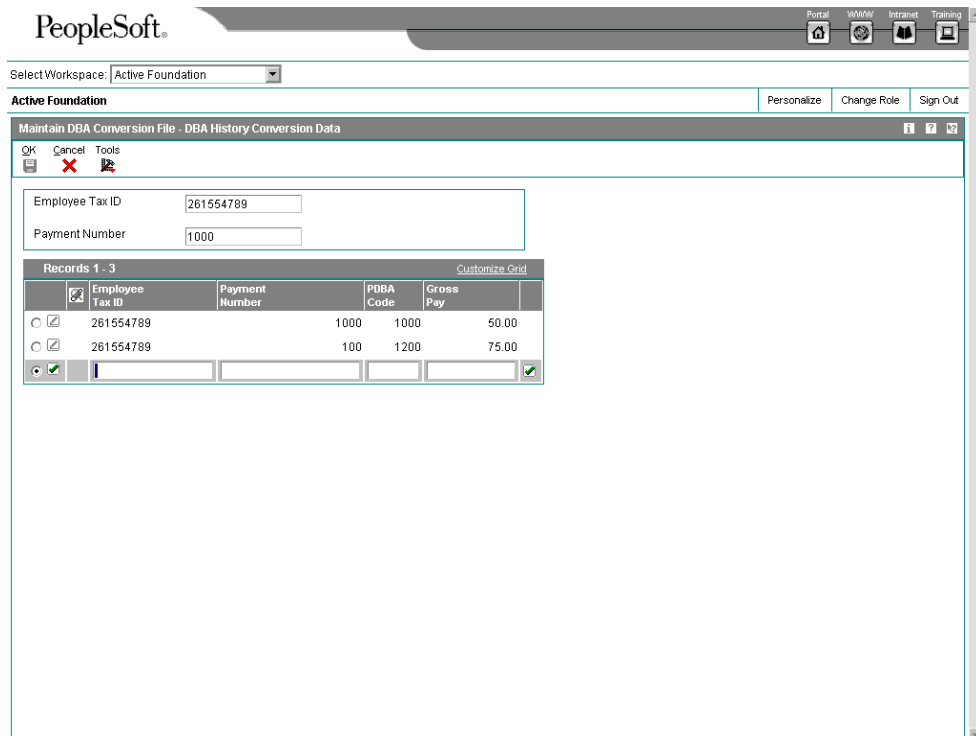 PeopleSoft.
Portal WWW Intranet Training
Select Workspace: Active Foundation
Active Foundation Personalize Change Role Sign Out
Maintain DBA Conversion File - DBA History Conversion Data i ? ?
OK Cancel Tools
Employee Tax ID 261554789
Payment Number 1000
Records 1 - 3 Customize Grid
Employee Tax ID Payment Number PDBA Code Gross Pay
261554789 1000 1000 50.00
261554789 100 1200 75.00